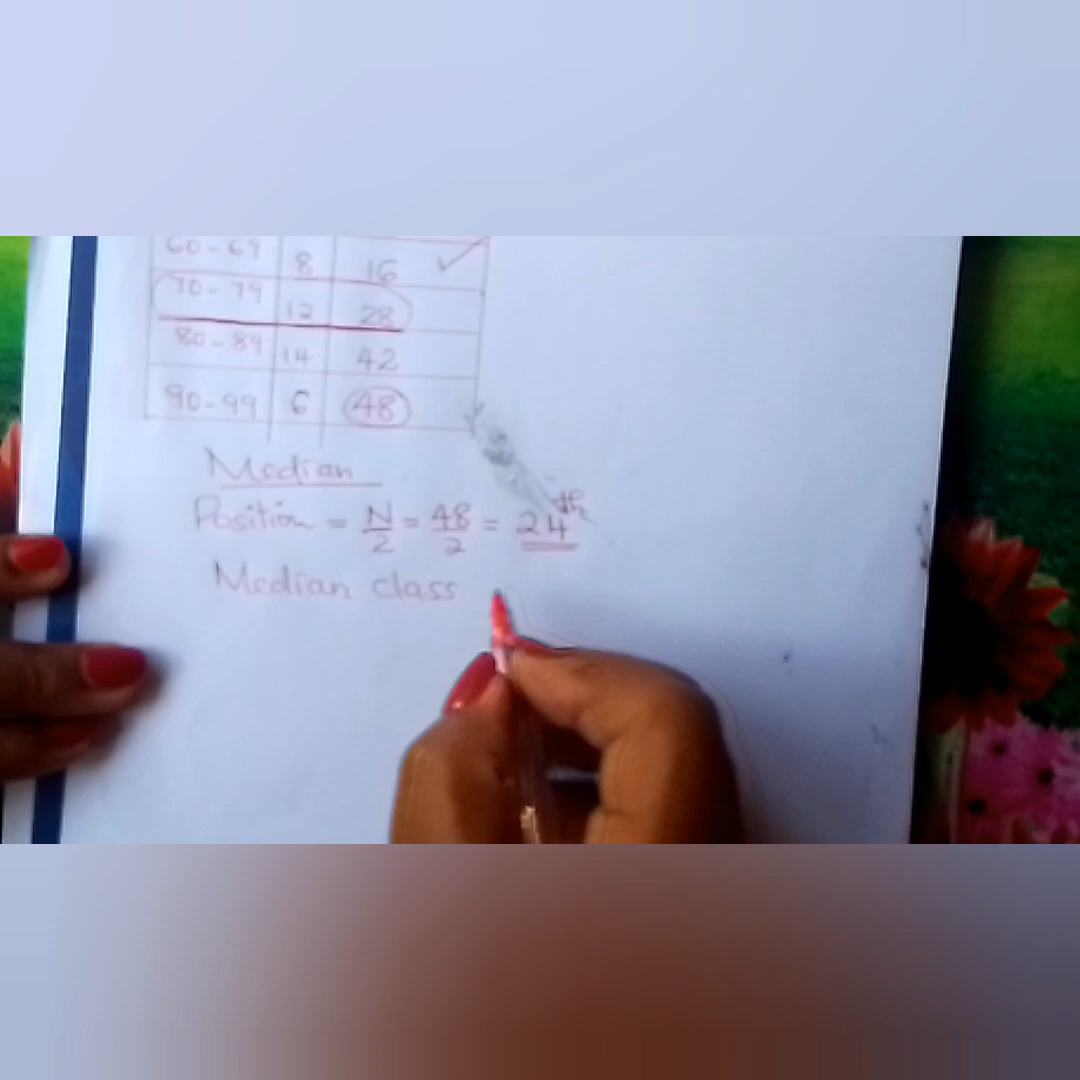 60-69 8 16 ✓
70-79 12 28
80-89 14 42
90-99 6 48
Median
Position = N/2 = 48/2 = 24th
Median class